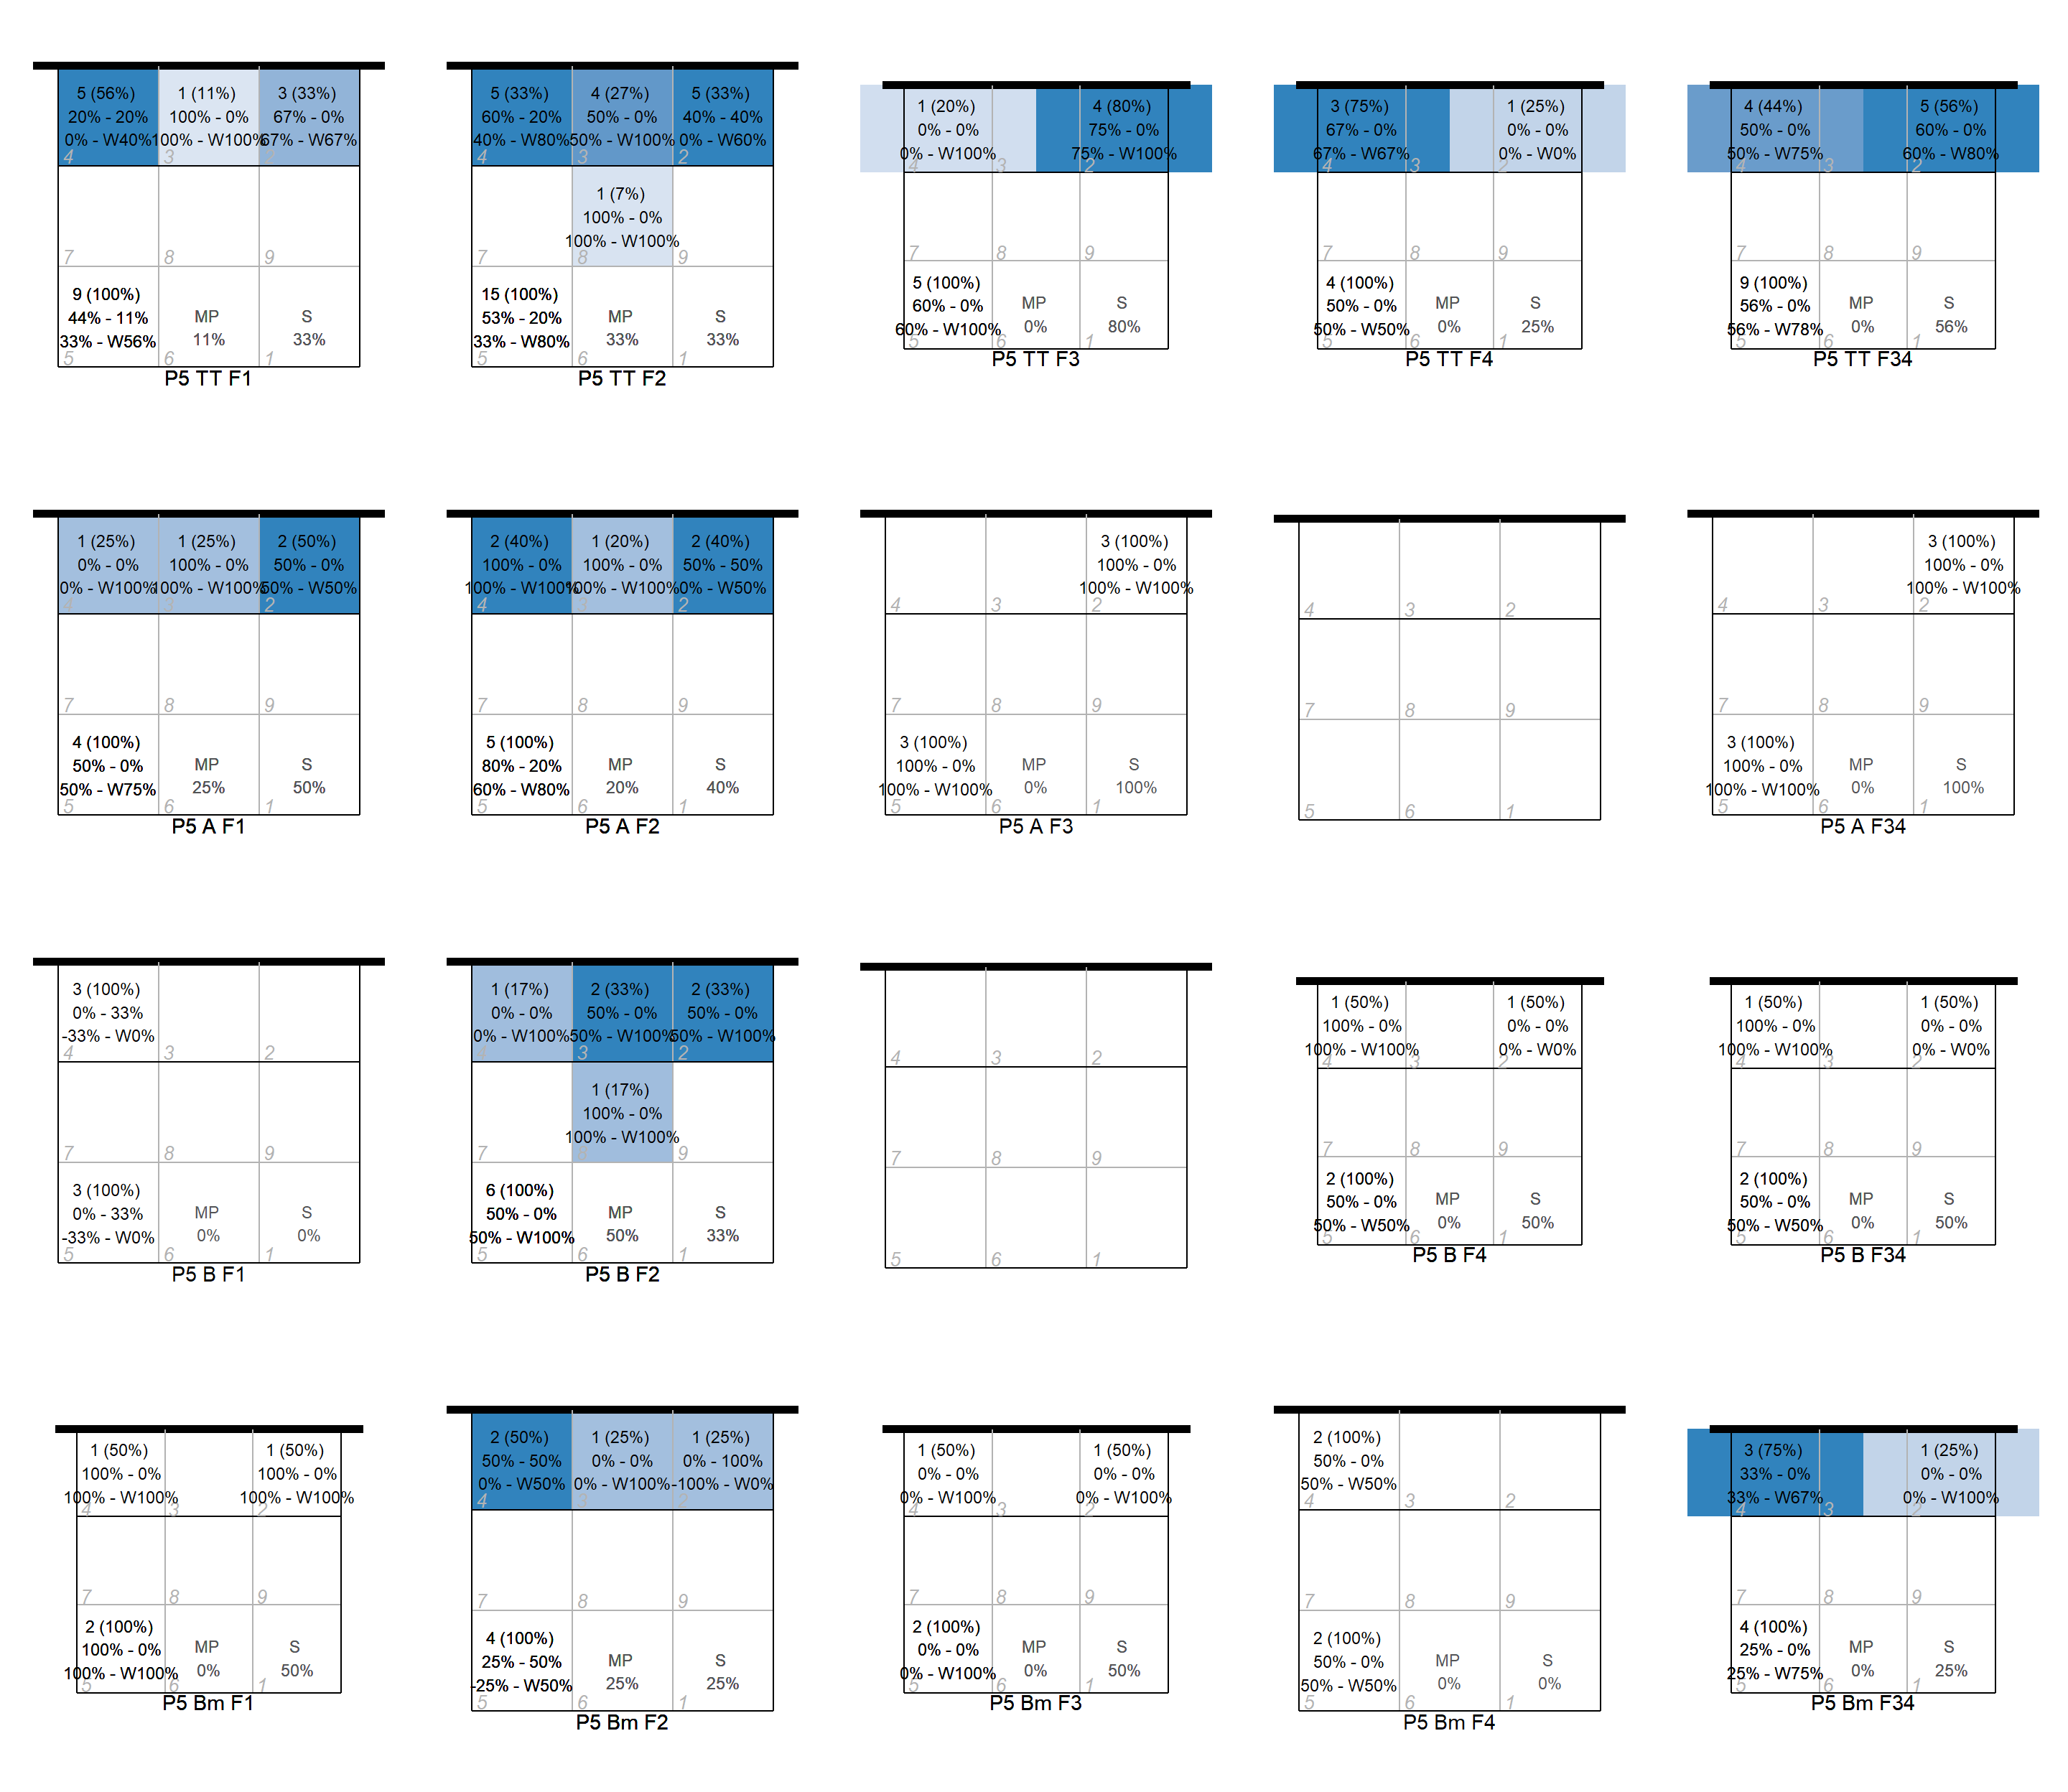 5 (56%)
20% - 20%
0% - W40%
4
1 (11%)
100% - 0%
100% - W100%
3
3 (33%)
67% - 0%
67% - W67%
2
7
8
9
9 (100%)
44% - 11%
33% - W56%
5
MP
11%
6
S
33%
1
P5 TT F1
5 (33%)
60% - 20%
40% - W80%
4
4 (27%)
50% - 0%
50% - W100%
3
5 (33%)
40% - 40%
0% - W60%
2
7
1 (7%)
100% - 0%
100% - W100%
8
9
15 (100%)
53% - 20%
33% - W80%
5
MP
33%
6
S
33%
1
P5 TT F2
1 (20%)
0% - 0%
0% - W100%
4
3
4 (80%)
75% - 0%
75% - W100%
2
7
8
9
5 (100%)
60% - 0%
60% - W100%
5
MP
0%
6
S
80%
1
P5 TT F3
3 (75%)
67% - 0%
67% - W67%
4
3
1 (25%)
0% - 0%
0% - W0%
2
7
8
9
4 (100%)
50% - 0%
50% - W50%
5
MP
0%
6
S
25%
1
P5 TT F4
4 (44%)
50% - 0%
50% - W75%
4
3
5 (56%)
60% - 0%
60% - W80%
2
7
8
9
9 (100%)
56% - 0%
56% - W78%
5
MP
0%
6
S
56%
1
P5 TT F34
1 (25%)
0% - 0%
0% - W100%
4
1 (25%)
100% - 0%
100% - W100%
3
2 (50%)
50% - 0%
50% - W50%
2
7
8
9
4 (100%)
50% - 0%
50% - W75%
5
MP
25%
6
S
50%
1
P5 A F1
2 (40%)
100% - 0%
100% - W100%
4
1 (20%)
100% - 0%
100% - W100%
3
2 (40%)
50% - 50%
0% - W50%
2
7
8
9
5 (100%)
80% - 20%
60% - W80%
5
MP
20%
6
S
40%
1
P5 A F2
4
3
3 (100%)
100% - 0%
100% - W100%
2
7
8
9
3 (100%)
100% - 0%
100% - W100%
5
MP
0%
6
S
100%
1
P5 A F3
4
3
2
7
8
9
5
6
1
4
3
3 (100%)
100% - 0%
100% - W100%
2
7
8
9
3 (100%)
100% - 0%
100% - W100%
5
MP
0%
6
S
100%
1
P5 A F34
3 (100%)
0% - 33%
-33% - W0%
4
3
2
7
8
9
3 (100%)
0% - 33%
-33% - W0%
5
MP
0%
6
S
0%
1
P5 B F1
1 (17%)
0% - 0%
0% - W100%
4
2 (33%)
50% - 0%
50% - W100%
3
2 (33%)
50% - 0%
50% - W100%
2
7
1 (17%)
100% - 0%
100% - W100%
8
9
6 (100%)
50% - 0%
50% - W100%
5
MP
50%
6
S
33%
1
P5 B F2
4
3
2
7
8
9
5
6
1
1 (50%)
100% - 0%
100% - W100%
4
3
1 (50%)
0% - 0%
0% - W0%
2
7
8
9
2 (100%)
50% - 0%
50% - W50%
5
MP
0%
6
S
50%
1
P5 B F4
1 (50%)
100% - 0%
100% - W100%
4
3
1 (50%)
0% - 0%
0% - W0%
2
7
8
9
2 (100%)
50% - 0%
50% - W50%
5
MP
0%
6
S
50%
1
P5 B F34
1 (50%)
100% - 0%
100% - W100%
4
3
1 (50%)
100% - 0%
100% - W100%
2
7
8
9
2 (100%)
100% - 0%
100% - W100%
5
MP
0%
6
S
50%
1
P5 Bm F1
2 (50%)
50% - 50%
0% - W50%
4
1 (25%)
0% - 0%
0% - W100%
3
1 (25%)
0% - 100%
-100% - W0%
2
7
8
9
4 (100%)
25% - 50%
-25% - W50%
5
MP
25%
6
S
25%
1
P5 Bm F2
1 (50%)
0% - 0%
0% - W100%
4
3
1 (50%)
0% - 0%
0% - W100%
2
7
8
9
2 (100%)
0% - 0%
0% - W100%
5
MP
0%
6
S
50%
1
P5 Bm F3
2 (100%)
50% - 0%
50% - W50%
4
3
2
7
8
9
2 (100%)
50% - 0%
50% - W50%
5
MP
0%
6
S
0%
1
P5 Bm F4
3 (75%)
33% - 0%
33% - W67%
4
3
1 (25%)
0% - 0%
0% - W100%
2
7
8
9
4 (100%)
25% - 0%
25% - W75%
5
MP
0%
6
S
25%
1
P5 Bm F34